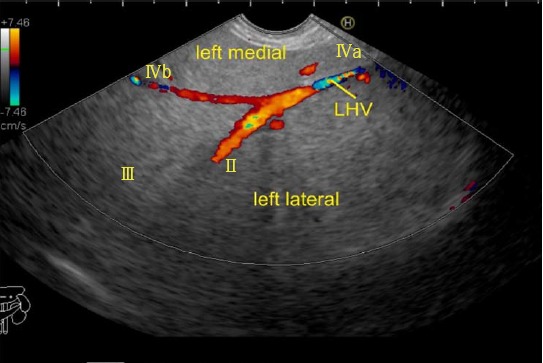 +7.46
H
left medial
IVa
IVb
-7.46
cm/s
LHV
III
II
left lateral